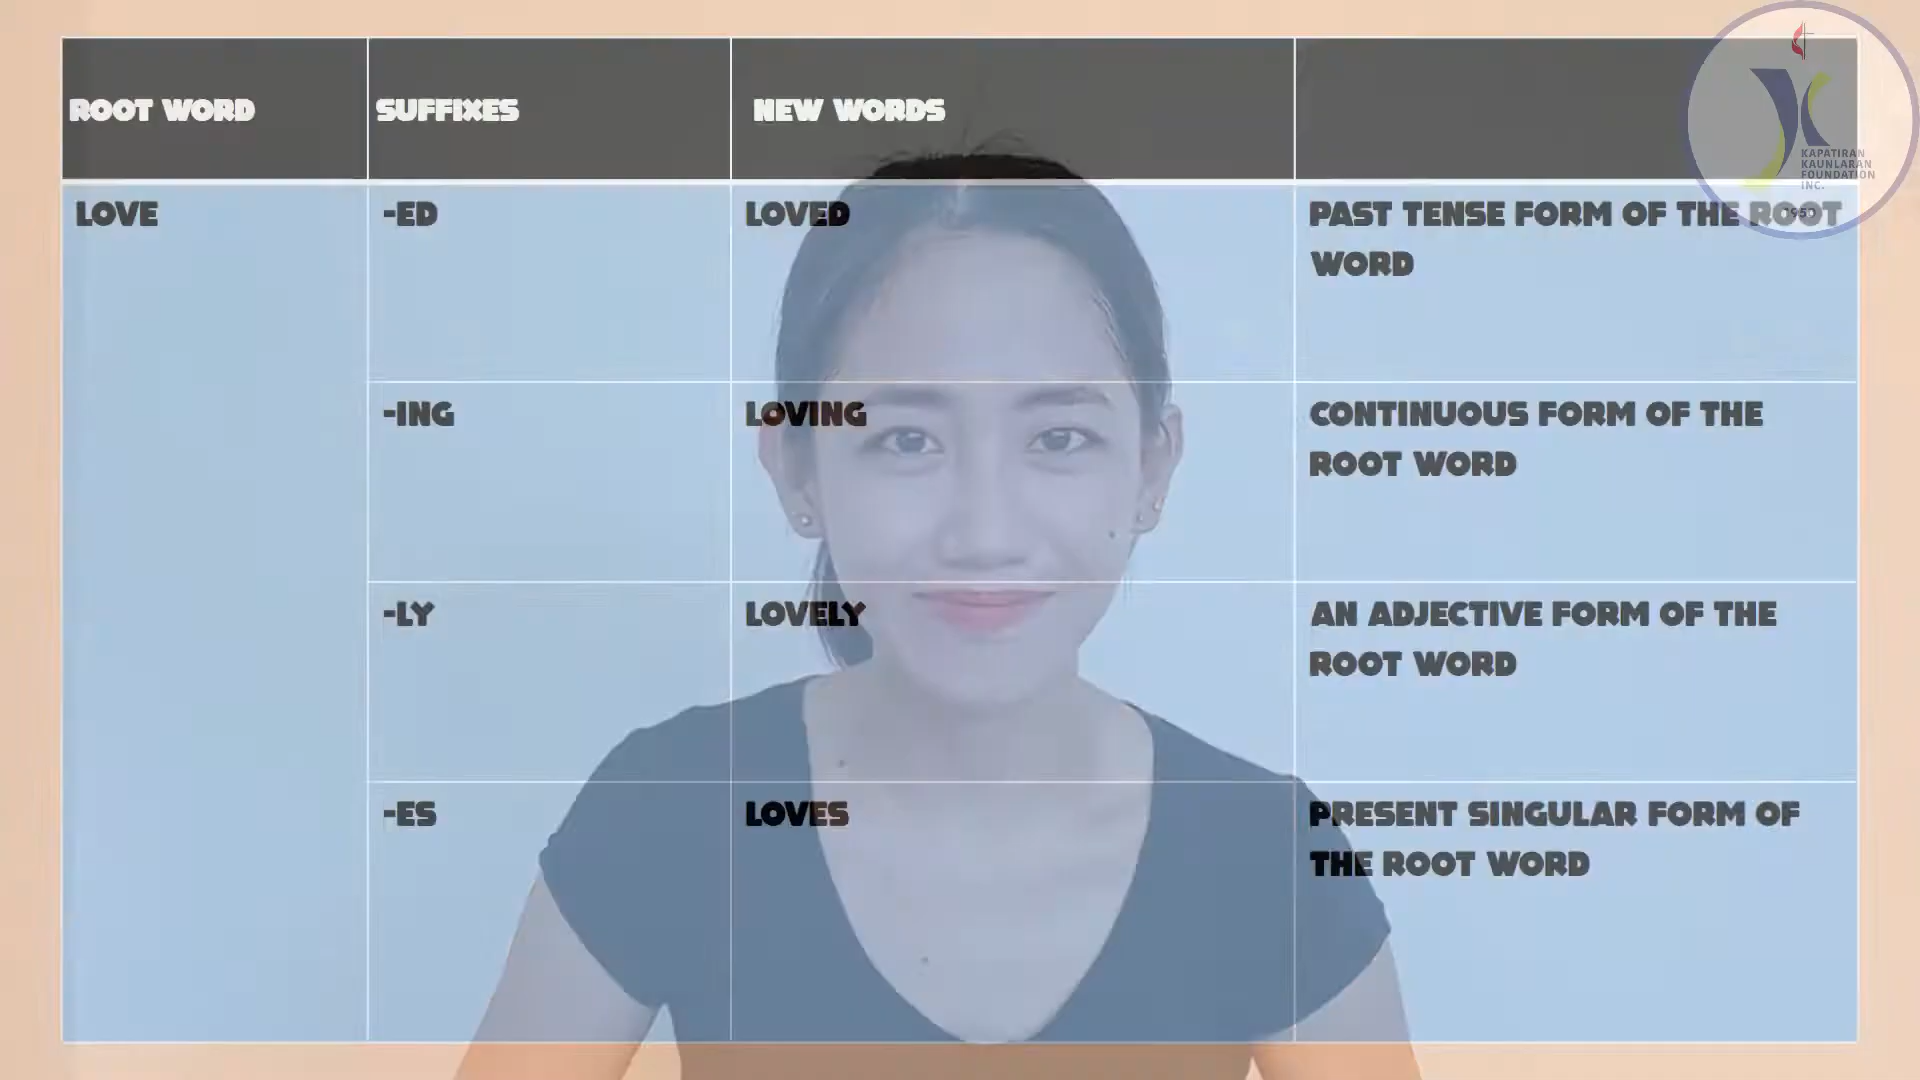 ROOT WORD SUFFIXES NEW WORDS
LOVE -ED LOVED PAST TENSE FORM OF THE ROOT
WORD
-ING LOVING CONTINUOUS FORM OF THE
ROOT WORD
-LY LOVELY AN ADJECTIVE FORM OF THE
ROOT WORD
-ES LOVES PRESENT SINGULAR FORM OF
THE ROOT WORD
KAPATIRAN
KAUNLARAN
FOUNDATION
INC.
1950